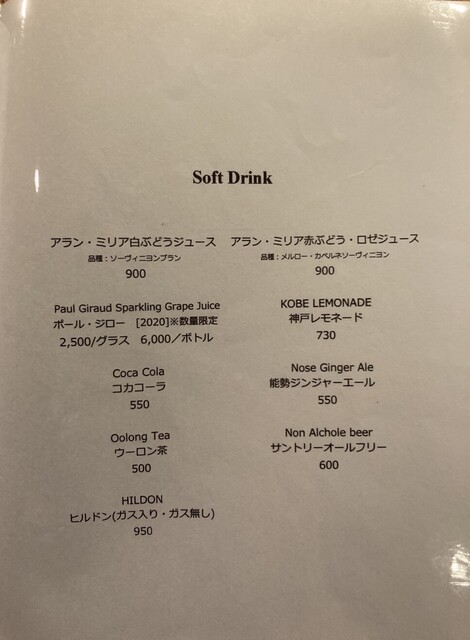 Soft Drink
アラン・ミリア白ぶどうジュース
品種：ソーヴィニヨンブラン
900
アラン・ミリア赤ぶどう・ロゼジュース
品種：メルロー・カベルネソーヴィニヨン
900
Paul Giraud Sparkling Grape Juice
ポール・ジロー　[2020]※数量限定
2,500/グラス　6,000／ボトル
KOBE LEMONADE
神戸レモネード
730
Coca Cola
コカコーラ
550
Nose Ginger Ale
能勢ジンジャーエール
550
Oolong Tea
ウーロン茶
500
Non Alchole beer
サントリーオールフリー
600
HILDON
ヒルドン(ガス入り・ガス無し)
950